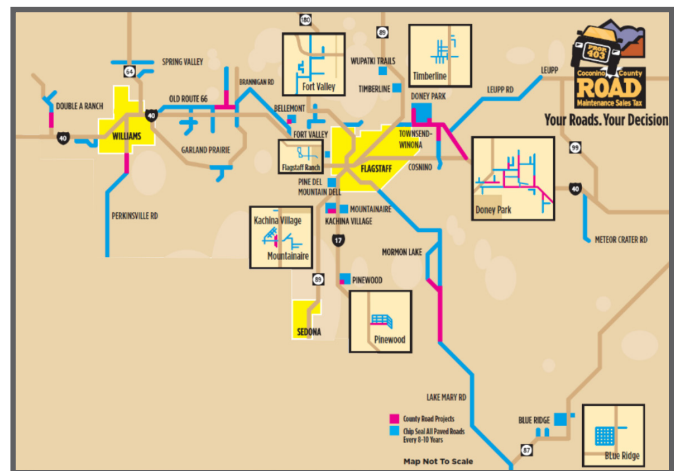 180
89
PROP
403
Coconino County
ROAD
Maintenance Sales Tax
Your Roads. Your Decision
SPRING VALLEY
64
WUPATKI TRAILS
Fort Valley
Timberline
TIMBERLINE
LEUPP
BRANNIGAN RD
DOUBLE A RANCH
OLD ROUTE 66
DONEY PARK
LEUPP RD
40
BELLEMONT
WILLIAMS
FORT VALLEY
TOWNSEND-
WINONA
40
GARLAND PRAIRIE
Flagstaff Ranch
FLAGSTAFF
COSNINO
99
PINE DEL
MOUNTAIN DELL
Doney Park
40
PERKINSVILLE RD
MOUNTAINAIRE
KACHINA VILLAGE
Kachina Village
Mountainaire
17
METEOR CRATER RD
MORMON LAKE
89
PINEWOOD
SEDONA
Pinewood
LAKE MARY RD
County Road Projects
Chip Seal All Paved Roads
Every 8-10 Years
BLUE RIDGE
87
Blue Ridge
Map Not To Scale